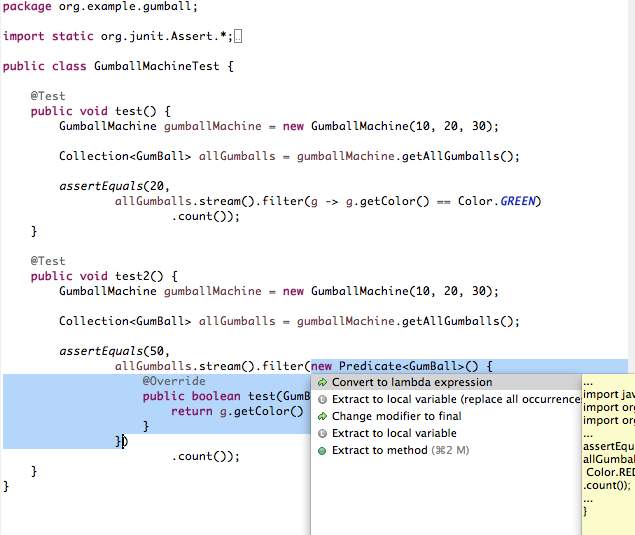 package org.example.gumball;
import static org.junit.Assert.*;
public class GumballMachineTest {
@Test
public void test() {
GumballMachine gumballMachine = new GumballMachine(10, 20, 30);
Collection<GumBall> allGumballs = gumballMachine.getAllGumballs();
assertEquals(20,
allGumballs.stream().filter(g -> g.getColor() == Color.GREEN)
.count());
}
@Test
public void test2() {
GumballMachine gumballMachine = new GumballMachine(10, 20, 30);
Collection<GumBall> allGumballs = gumballMachine.getAllGumballs();
assertEquals(50,
allGumballs.stream().filter(new Predicate<GumBall>() {
@Override
public boolean test(GumB
return g.getColor()
}
})
.count());
}
}
Convert to lambda expression
Extract to local variable (replace all occurrence
Change modifier to final
Extract to local variable
Extract to method (⌘2 M)
...
import jav
import org
import org
...
assertEqu
allGumbal
Color.RED
.count());
...
}